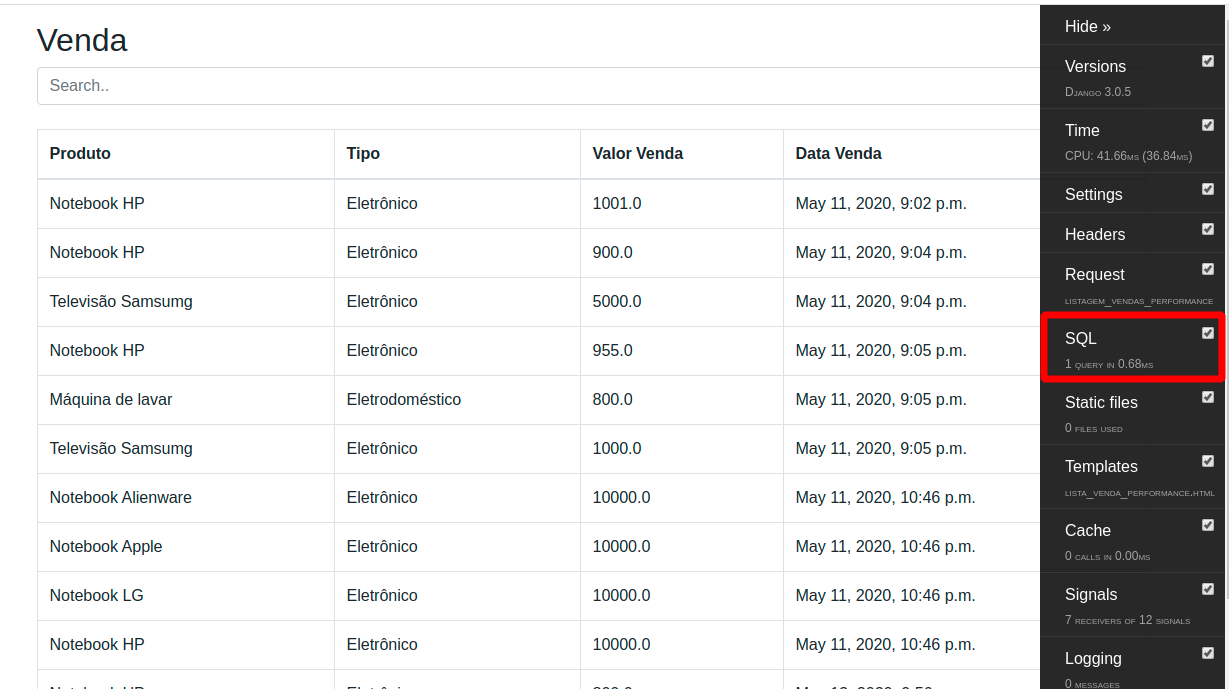 Venda
Search..
Produto Tipo Valor Venda Data Venda
Notebook HP Eletrônico 1001.0 May 11, 2020, 9:02 p.m.
Notebook HP Eletrônico 900.0 May 11, 2020, 9:04 p.m.
Televisão Samsumg Eletrônico 5000.0 May 11, 2020, 9:04 p.m.
Notebook HP Eletrônico 955.0 May 11, 2020, 9:05 p.m.
Máquina de lavar Eletrodoméstico 800.0 May 11, 2020, 9:05 p.m.
Televisão Samsumg Eletrônico 1000.0 May 11, 2020, 9:05 p.m.
Notebook Alienware Eletrônico 10000.0 May 11, 2020, 10:46 p.m.
Notebook Apple Eletrônico 10000.0 May 11, 2020, 10:46 p.m.
Notebook LG Eletrônico 10000.0 May 11, 2020, 10:46 p.m.
Notebook HP Eletrônico 10000.0 May 11, 2020, 10:46 p.m.
Hide »
Versions
Django 3.0.5
Time
CPU: 41.66ms (36.84ms)
Settings
Headers
Request
listagem_vendas_performance
SQL
1 query in 0.68ms
Static files
0 files used
Templates
lista_venda_performance.html
Cache
0 calls in 0.00ms
Signals
7 receivers of 12 signals
Logging
0 messages